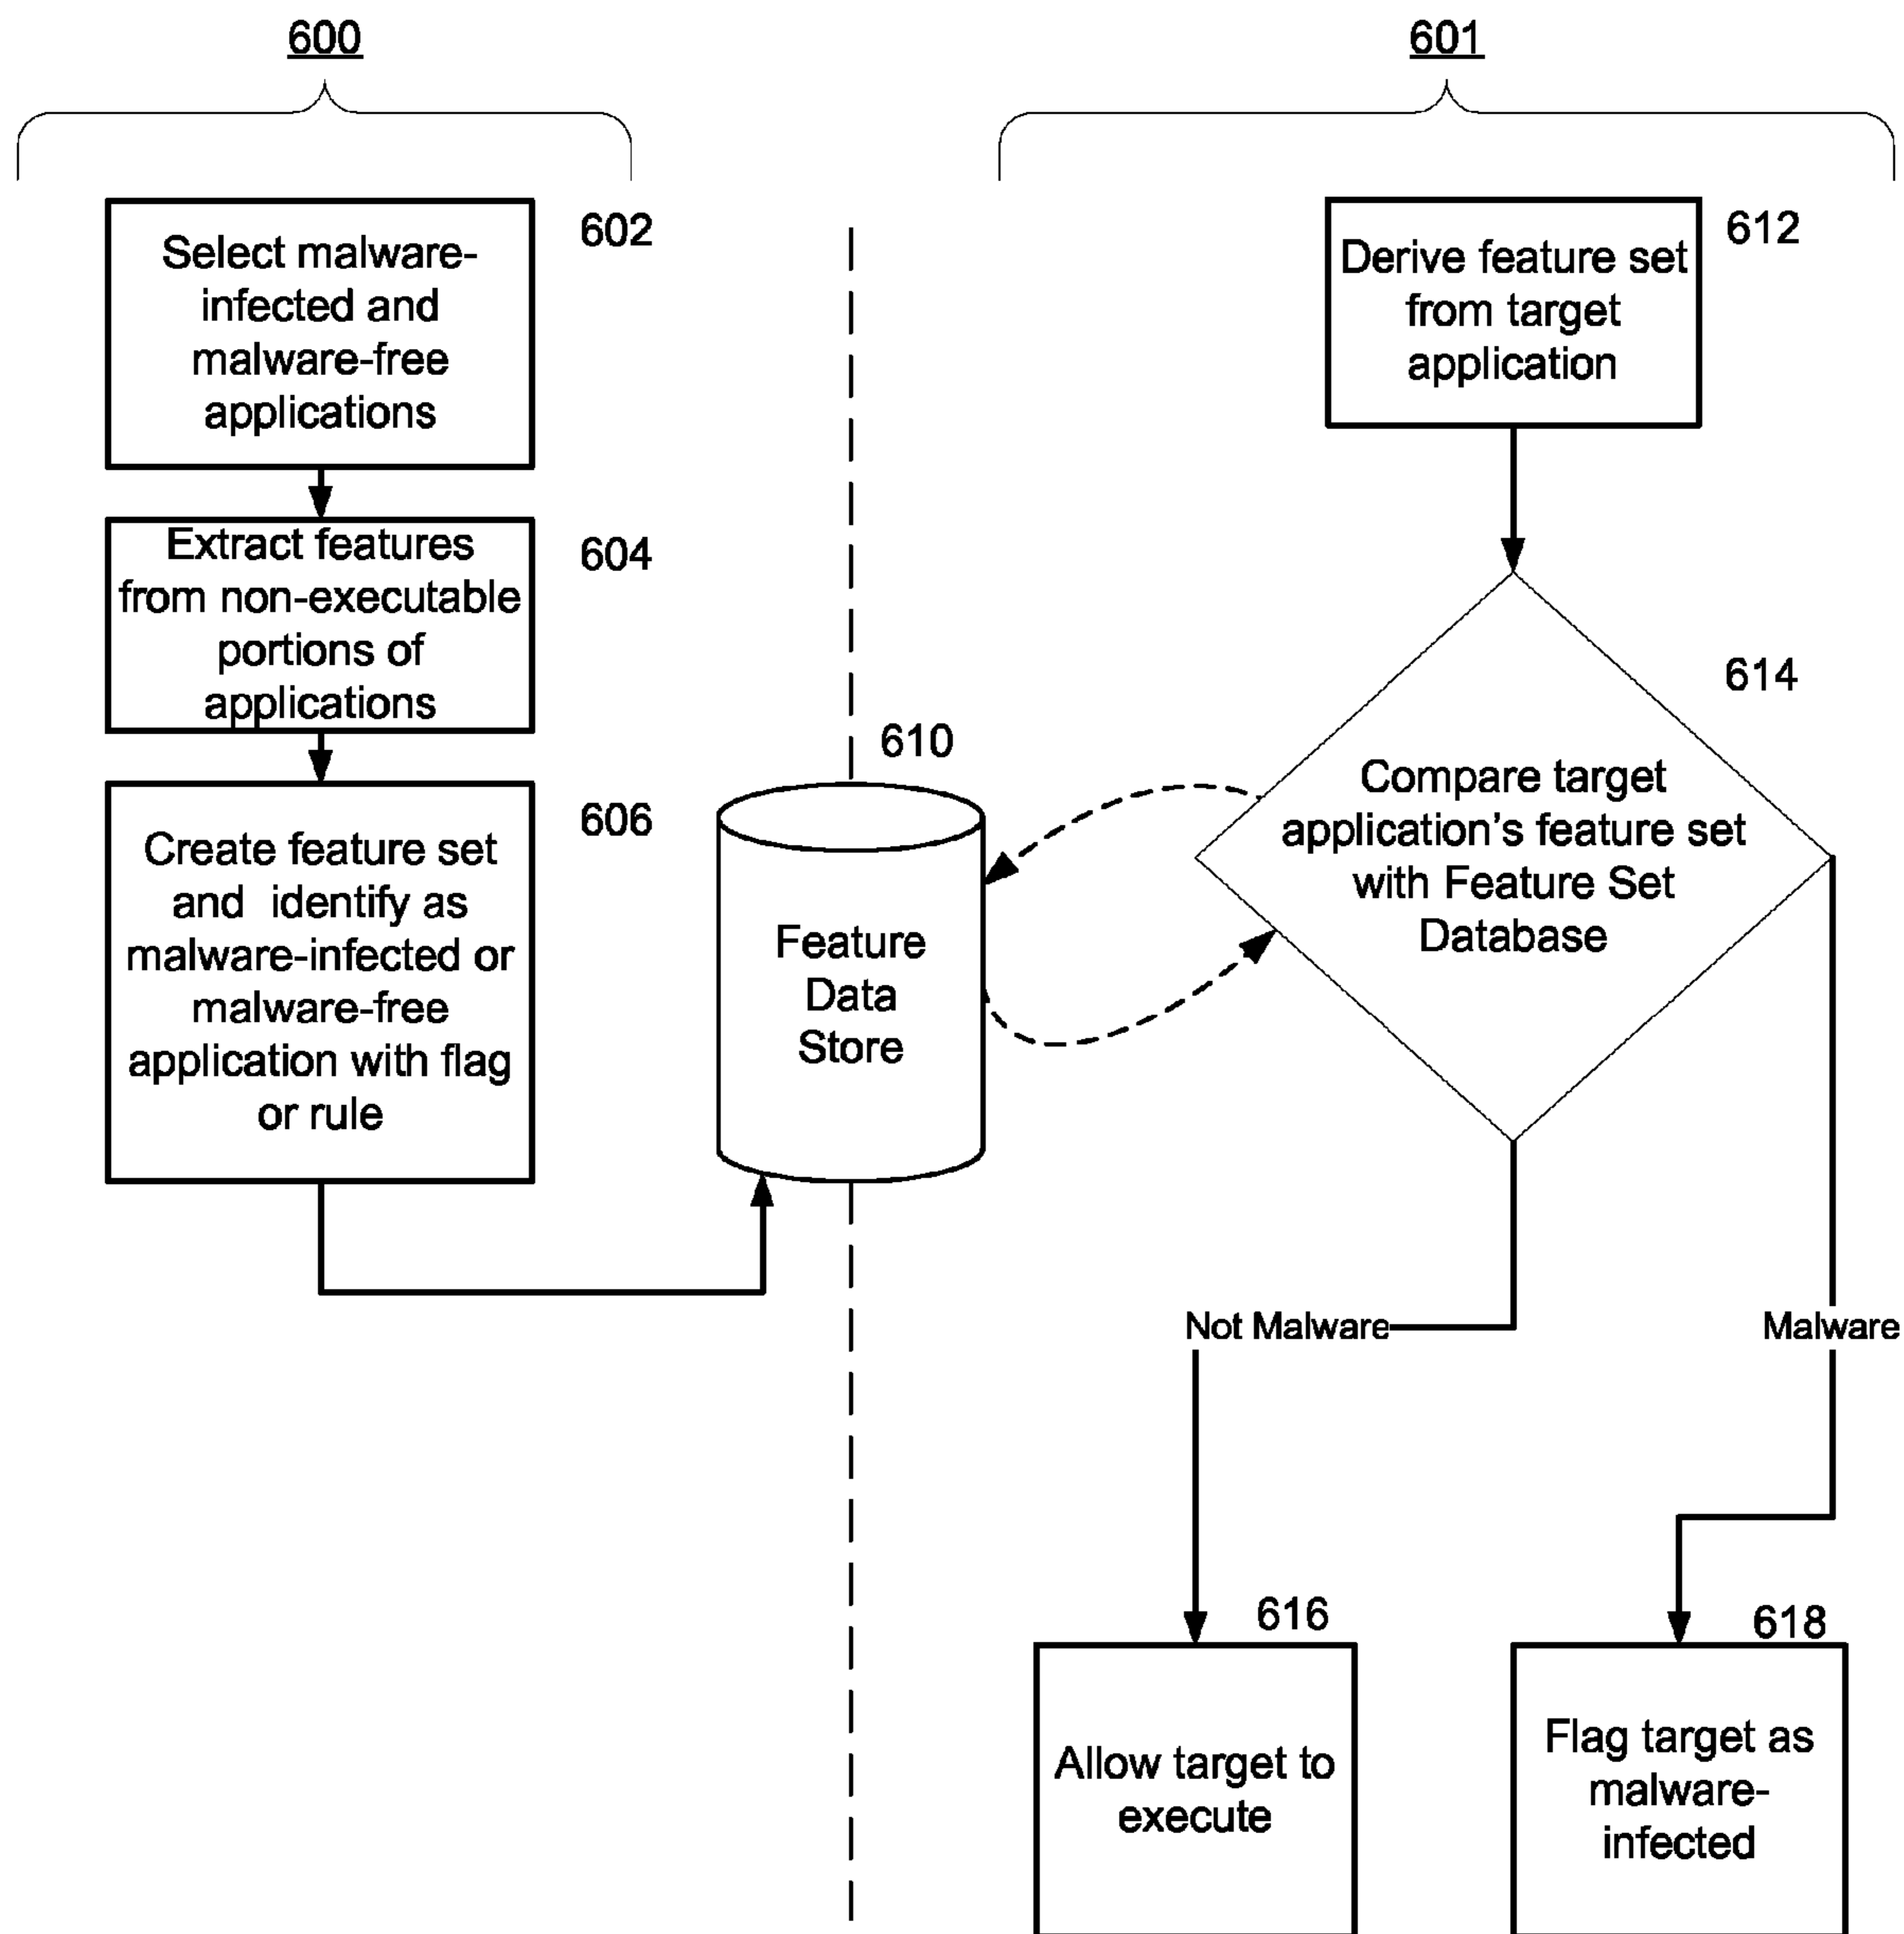 600
602
Select malware-
infected and
malware-free
applications
604
Extract features
from non-executable
portions of
applications
606
Create feature set
and identify as
malware-infected or
malware-free
application with flag
or rule
610
Feature
Data
Store
601
612
Derive feature set
from target
application
614
Compare target
application's feature set
with Feature Set
Database
Not Malware
Malware
616
Allow target to
execute
618
Flag target as
malware-
infected